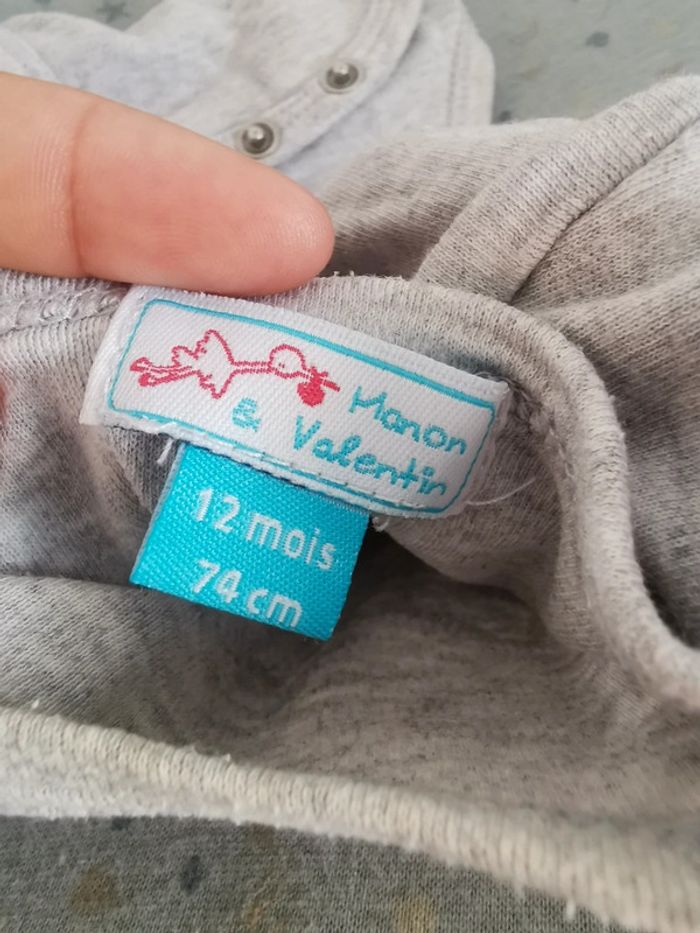 Manon
& Valentin
12 mois
74 cm